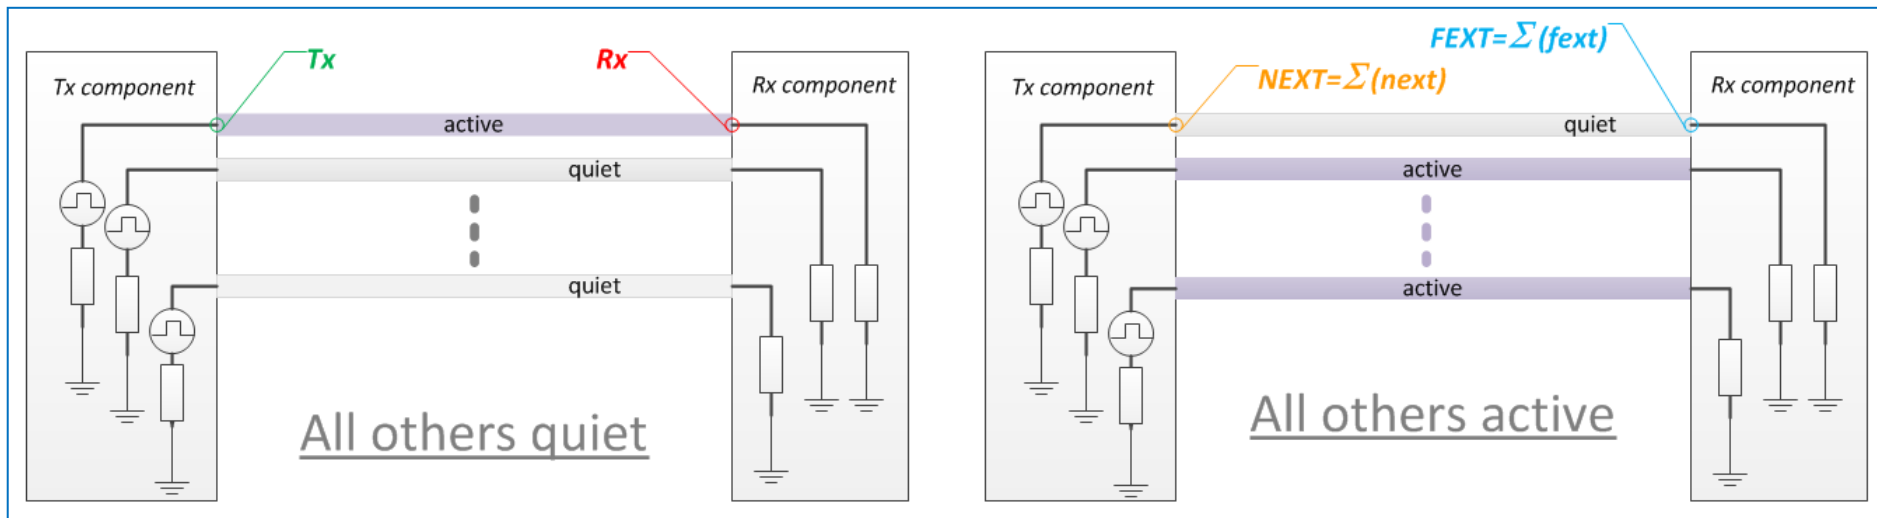 Tx
Rx
Tx component
Rx component
active
quiet
quiet
All others quiet
FEXT=Σ(fext)
NEXT=Σ(next)
Tx component
Rx component
quiet
active
active
All others active